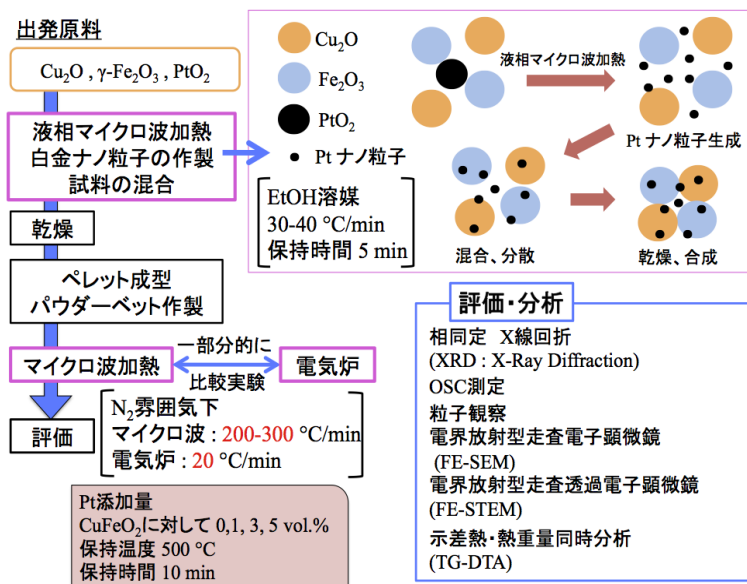 出発原料
Cu₂O , γ-Fe₂O₃ , PtO₂
液相マイクロ波加熱
白金ナノ粒子の作製
試料の混合
乾燥
ペレット成型
パウダーベット作製
マイクロ波加熱
一部分的に
比較実験
電気炉
評価
N₂雰囲気下
マイクロ波 : 200-300 °C/min
電気炉 : 20 °C/min
Pt添加量
CuFeO₂に対して 0,1, 3, 5 vol.%
保持温度 500 °C
保持時間 10 min
Cu₂O
Fe₂O₃
PtO₂
Pt ナノ粒子
EtOH溶媒
30-40 °C/min
保持時間 5 min
液相マイクロ波加熱
Pt ナノ粒子生成
混合、分散
乾燥、合成
評価・分析
相同定 X線回折
(XRD : X-Ray Diffraction)
OSC測定
粒子観察
電界放射型走査電子顕微鏡
(FE-SEM)
電界放射型走査透過電子顕微鏡
(FE-STEM)
示差熱・熱重量同時分析
(TG-DTA)